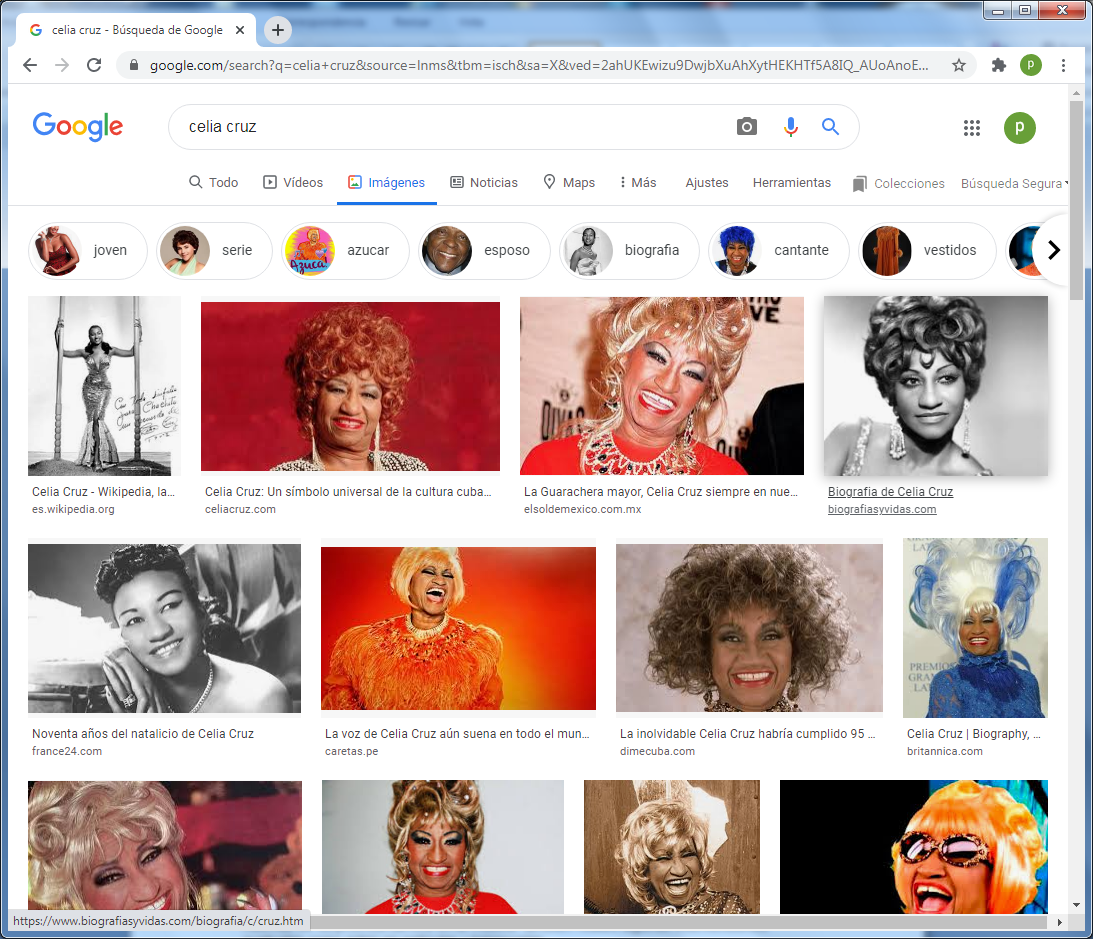 celia cruz - Búsqueda de Google
google.com/search?q=celia+cruz&source=lnms&tbm=isch&sa=X&ved=2ahUKEwizu9DwjbXuAhXytHEKHTf5A8IQ_AUoAnoE...
P
Google
celia cruz
p
Todo
Vídeos
Imágenes
Noticias
Maps
Más
Ajustes
Herramientas
Colecciones
Búsqueda Segura
joven
serie
Azuca!
azucar
esposo
biografia
cantante
vestidos
DIVAS
VE
Celia Cruz - Wikipedia, la...
es.wikipedia.org
Celia Cruz: Un símbolo universal de la cultura cuba...
celiacruz.com
La Guarachera mayor, Celia Cruz siempre en nue...
elsoldemexico.com.mx
Biografia de Celia Cruz
biografiasyvidas.com
PREMIO
GRA
LAT
Noventa años del natalicio de Celia Cruz
france24.com
La voz de Celia Cruz aún suena en todo el mun...
caretas.pe
La inolvidable Celia Cruz habría cumplido 95 ...
dimecuba.com
Celia Cruz | Biography, ...
britannica.com
https://www.biografiasyvidas.com/biografia/c/cruz.htm